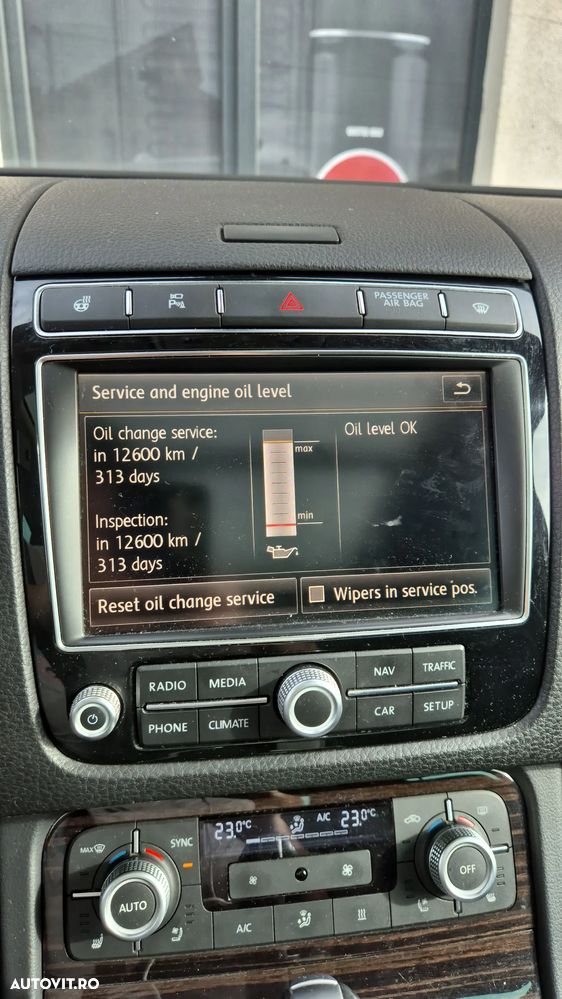 PASSENGER
AIR BAG
Service and engine oil level
Oil change service:
in 12600 km /
313 days
Inspection:
in 12600 km /
313 days
max
min
Oil level OK
Reset oil change service
Wipers in service pos.
RADIO
MEDIA
NAV
TRAFFIC
PHONE
CLIMATE
CAR
SETUP
MAX
SYNC
23.0°C
A/C
23.0°C
AUTO
OFF
A/C
AUTOVIT.RO